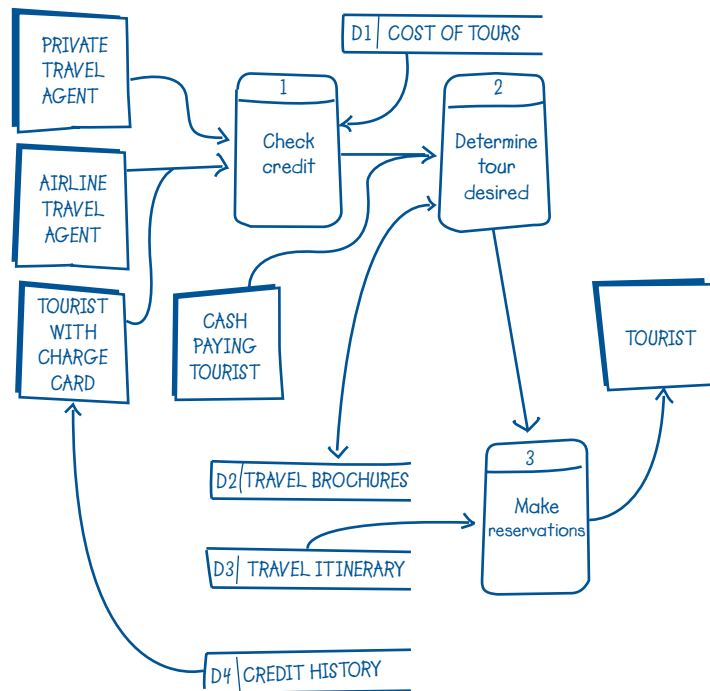 PRIVATE
TRAVEL
AGENT
D1 COST OF TOURS
1
Check
credit
2
Determine
tour
desired
AIRLINE
TRAVEL
AGENT
TOURIST
WITH
CHARGE
CARD
CASH
PAYING
TOURIST
TOURIST
D2 TRAVEL BROCHURES
3
Make
reservations
D3 TRAVEL ITINERARY
D4 CREDIT HISTORY